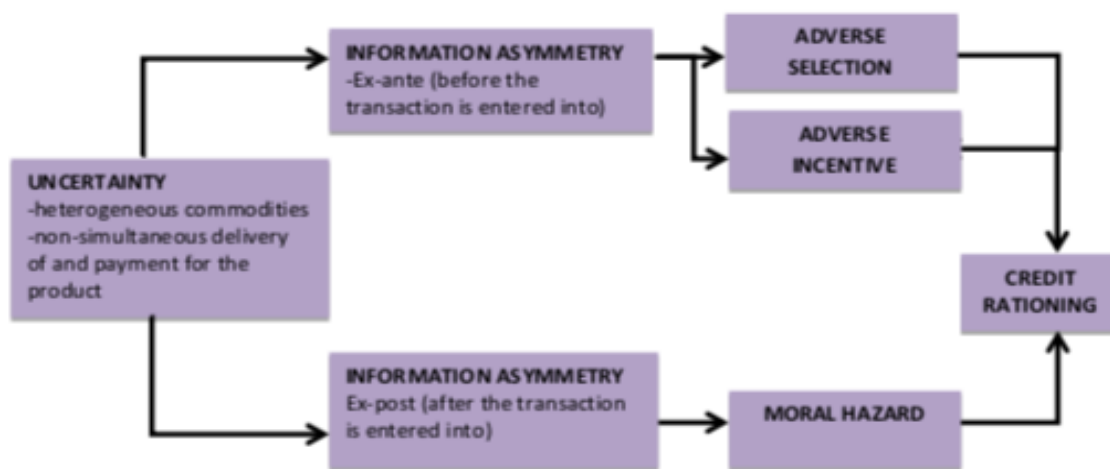 INFORMATION ASYMMETRY
-Ex-ante (before the
transaction is entered
into)
ADVERSE
SELECTION
ADVERSE
INCENTIVE
UNCERTAINTY
-heterogeneous commodities
-non-simultaneous delivery
of and payment for the
product
CREDIT
RATIONING
INFORMATION ASYMMETRY
Ex-post (after the transaction
is entered into)
MORAL HAZARD